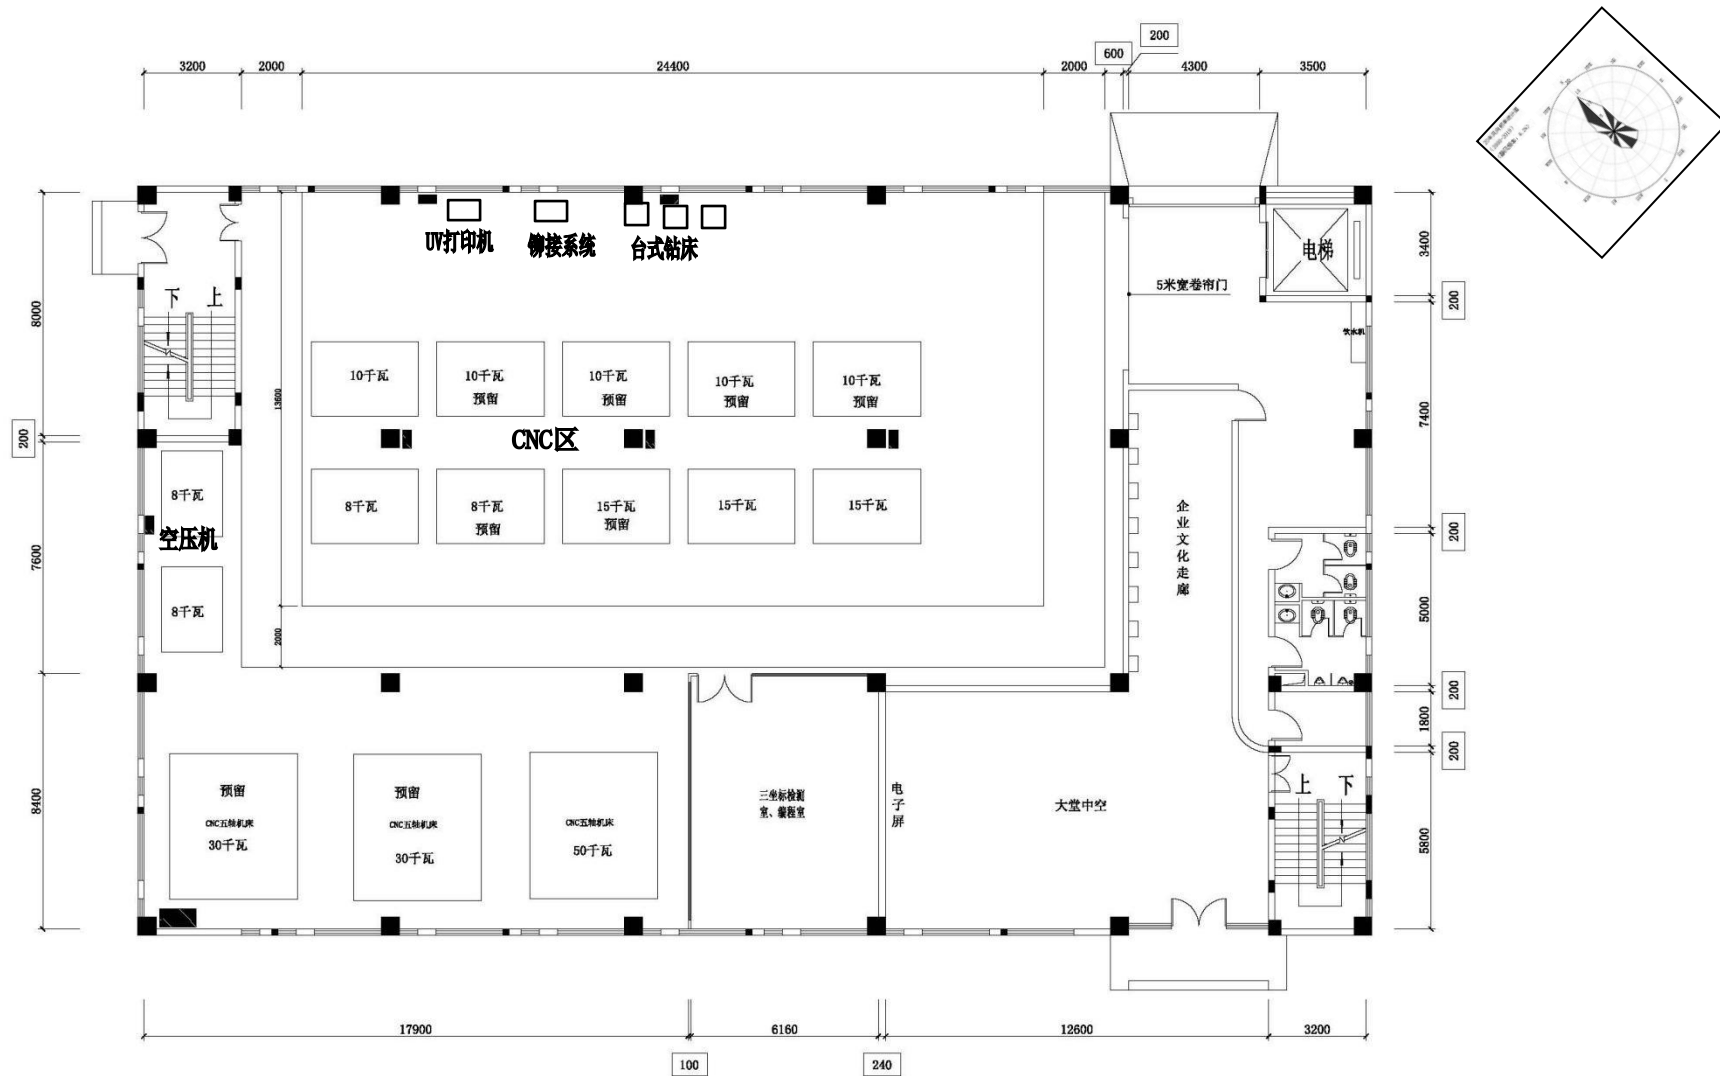 200
600
3200
2000
24400
2000
4300
3500
UV打印机
铆接系统
台式钻床
电梯
3400
5米宽卷帘门
200
下
上
8000
饮水机
10千瓦
10千瓦
预留
10千瓦
预留
10千瓦
预留
10千瓦
预留
13600
7400
200
CNC区
8千瓦
空压机
8千瓦
8千瓦
8千瓦
预留
15千瓦
预留
15千瓦
15千瓦
企业文化走廊
200
7600
5000
2000
200
1800
200
预留
CNC五轴机床
30千瓦
预留
CNC五轴机床
30千瓦
CNC五轴机床
50千瓦
三坐标检测
室、编程室
电子屏
大堂中空
上
下
8400
5800
17900
6160
12600
3200
100
240